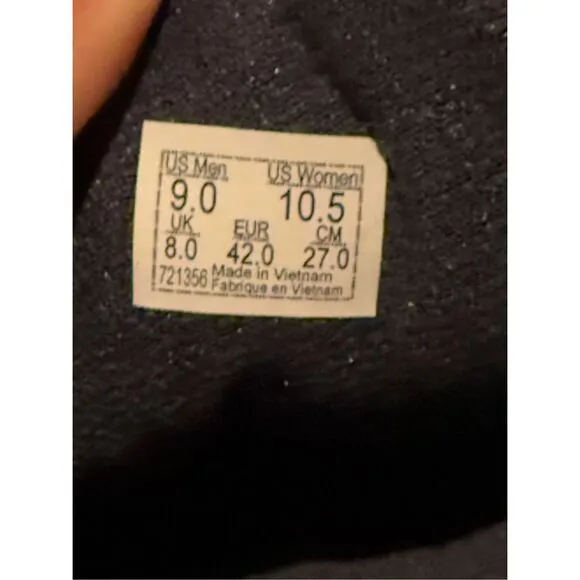 US Men US Women
9.0 10.5
UK EUR CM
8.0 42.0 27.0
721356 Made in Vietnam
Fabrique en Vietnam